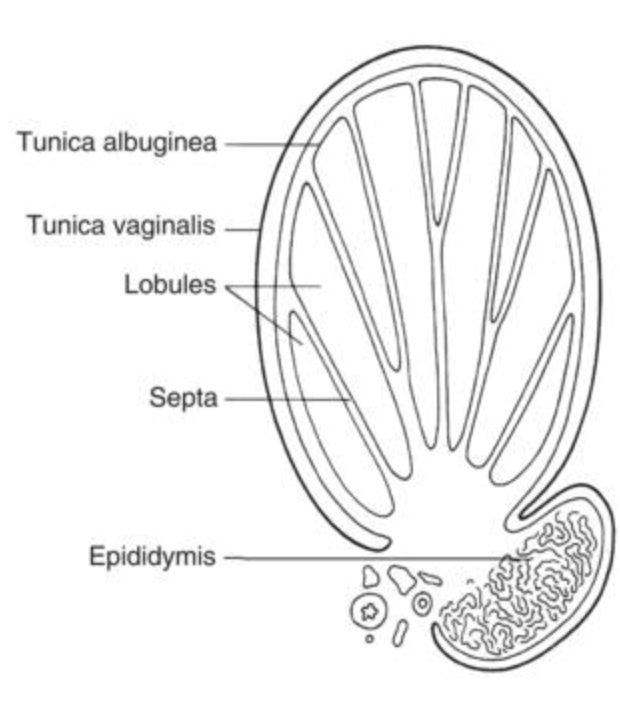 Tunica albuginea
Tunica vaginalis
Lobules
Septa
Epididymis